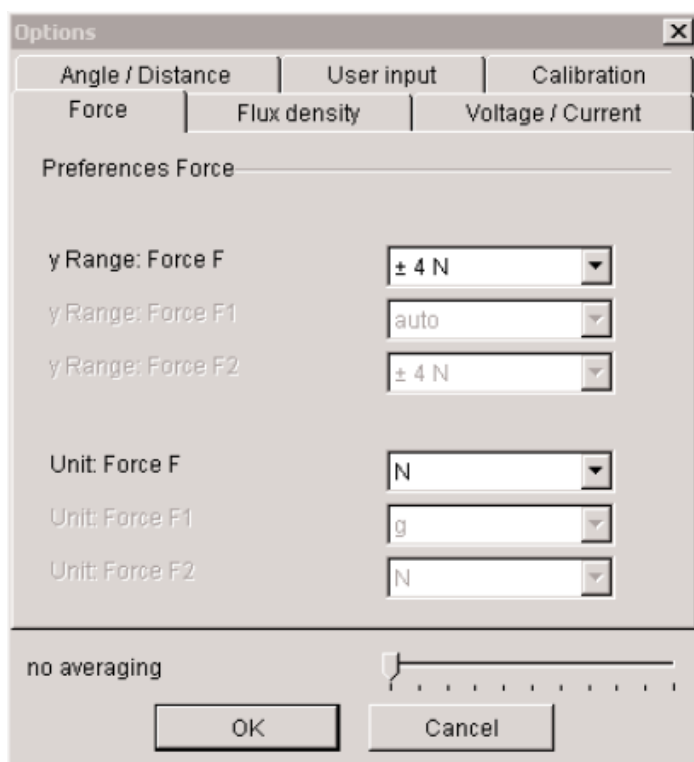 Options
Angle / Distance User input Calibration
Force Flux density Voltage / Current
Preferences Force
y Range: Force F ± 4 N
y Range: Force F1 auto
y Range: Force F2 ± 4 N
Unit: Force F N
Unit: Force F1 g
Unit: Force F2 N
no averaging
OK Cancel